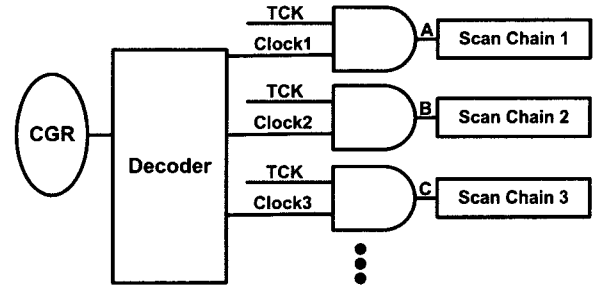 TCK
A
Scan Chain 1
Clock1
TCK
B
Scan Chain 2
Clock2
CGR
Decoder
TCK
C
Scan Chain 3
Clock3